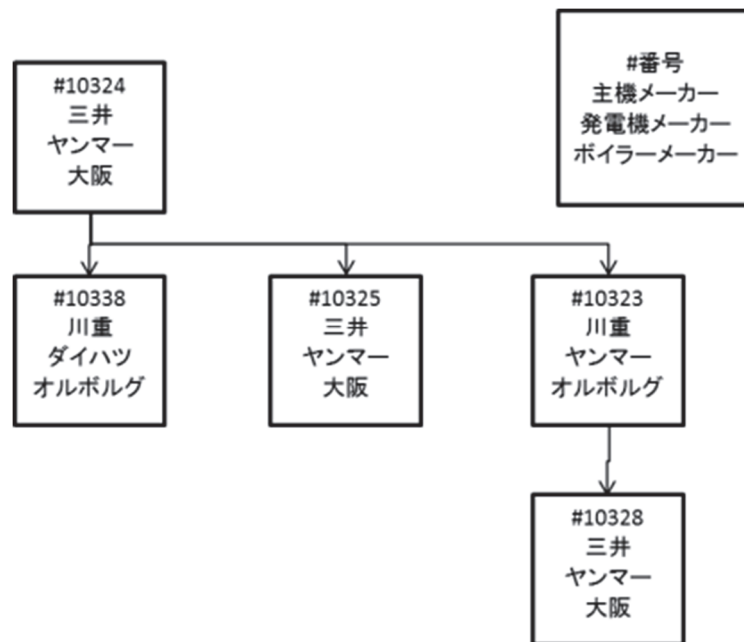 #10324
三井
ヤンマー
大阪
#番号
主機メーカー
発電機メーカー
ボイラーメーカー
#10338
川重
ダイハツ
オルボルグ
#10325
三井
ヤンマー
大阪
#10323
川重
ヤンマー
オルボルグ
#10328
三井
ヤンマー
大阪